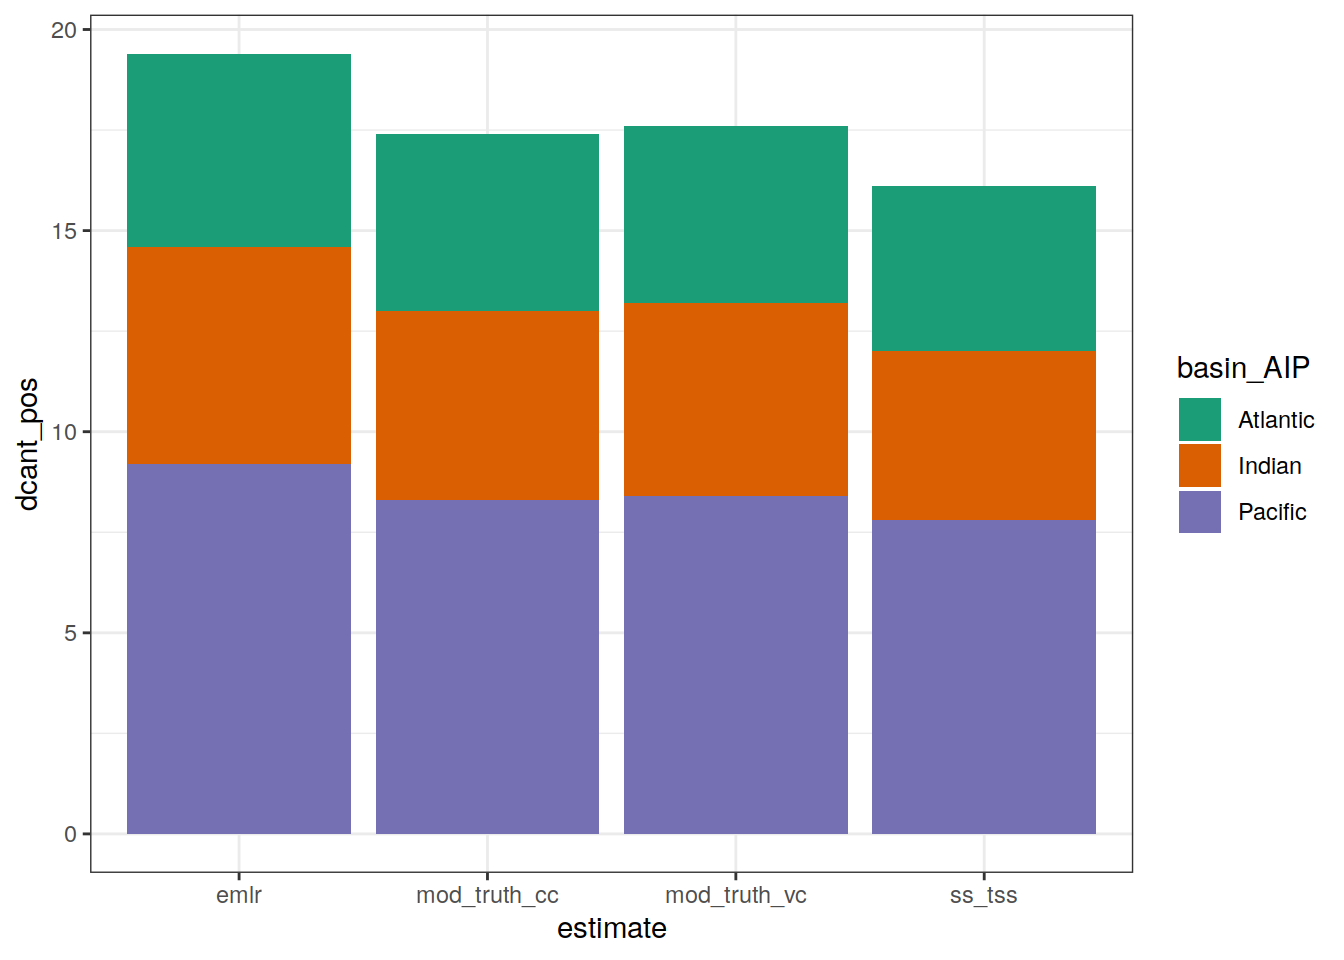 20
15
10
5
0
dcant_pos
emlr
mod_truth_cc
mod_truth_vc
ss_tss
estimate
basin_AIP
Atlantic
Indian
Pacific